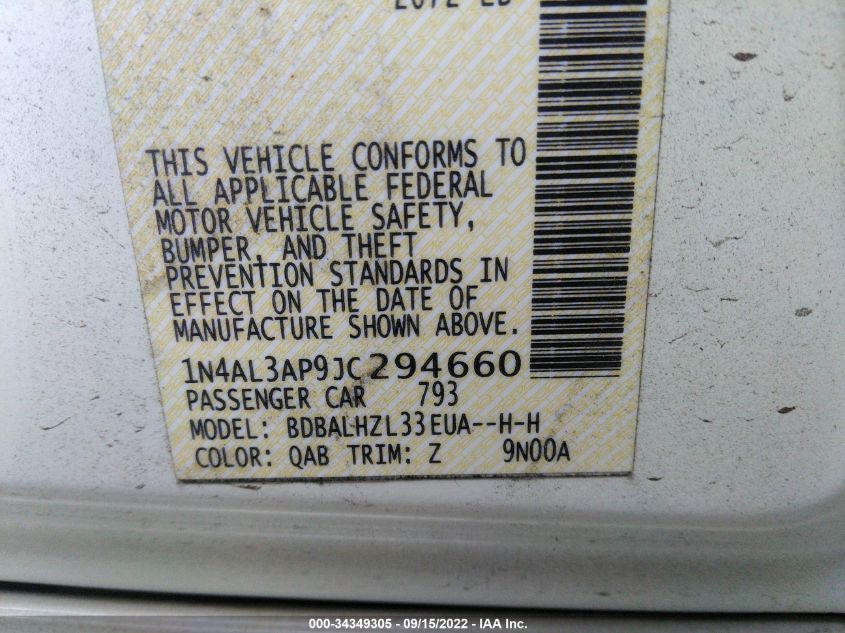 THIS VEHICLE CONFORMS TO
ALL APPLICABLE FEDERAL
MOTOR VEHICLE SAFETY,
BUMPER, AND THEFT
PREVENTION STANDARDS IN
EFFECT ON THE DATE OF
MANUFACTURE SHOWN ABOVE.
1N4AL3AP9JC294660
PASSENGER CAR 793
MODEL: BDBALHZL33EUA--H-H
COLOR: QAB TRIM: Z 9N00A
000-34349305 - 09/15/2022 - IAA Inc.